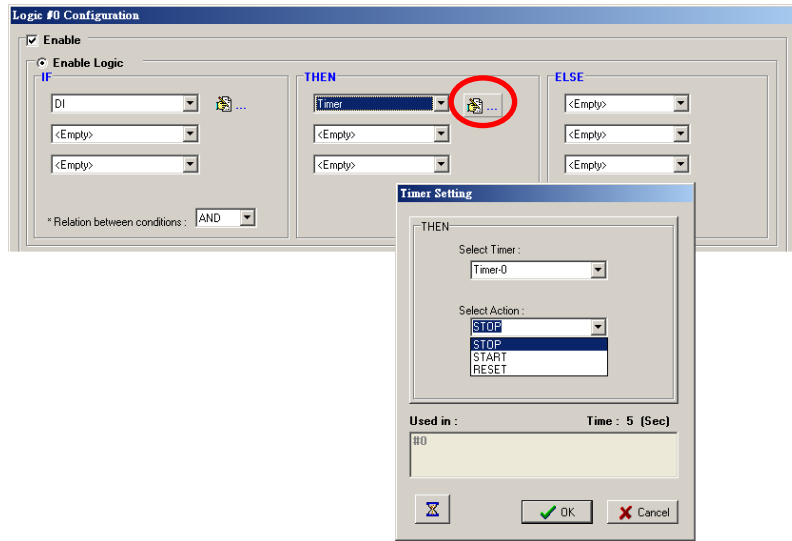 Logic #0 Configuration
Enable
Enable Logic
IF
THEN
ELSE
DI
...
Timer
...
<Empty>
<Empty>
<Empty>
<Empty>
<Empty>
<Empty>
<Empty>
* Relation between conditions :
AND
Timer Setting
THEN
Select Timer :
Timer-0
Select Action :
STOP
STOP
START
RESET
Used in :
Time : 5 (Sec)
#0
OK
Cancel